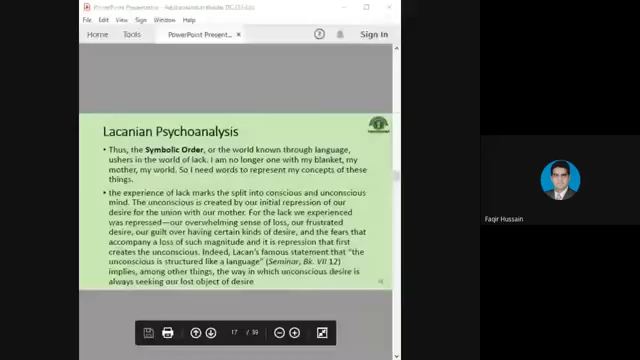 PowerPoint Presentation -
File Edit View Sign Window Help
Home Tools PowerPoint Present... × Sign In
Lacanian Psychoanalysis
• Thus, the Symbolic Order, or the world known through language,
ushers in the world of lack. I am no longer one with my blanket, my
mother, my world. So I need words to represent my concepts of these
things.
• the experience of lack marks the split into conscious and unconscious
mind. The unconscious is created by our initial repression of our
desire for the union with our mother. For the lack we experienced
was repressed—our overwhelming sense of loss, our frustrated
desire, our guilt over having certain kinds of desire, and the fears that
accompany a loss of such magnitude and it is repression that first
creates the unconscious. Indeed, Lacan's famous statement that "the
unconscious is structured like a language" (Seminar, Bk. VII 12)
implies, among other things, the way in which unconscious desire is
always seeking our lost object of desire
17 / 39
Faqir Hussain